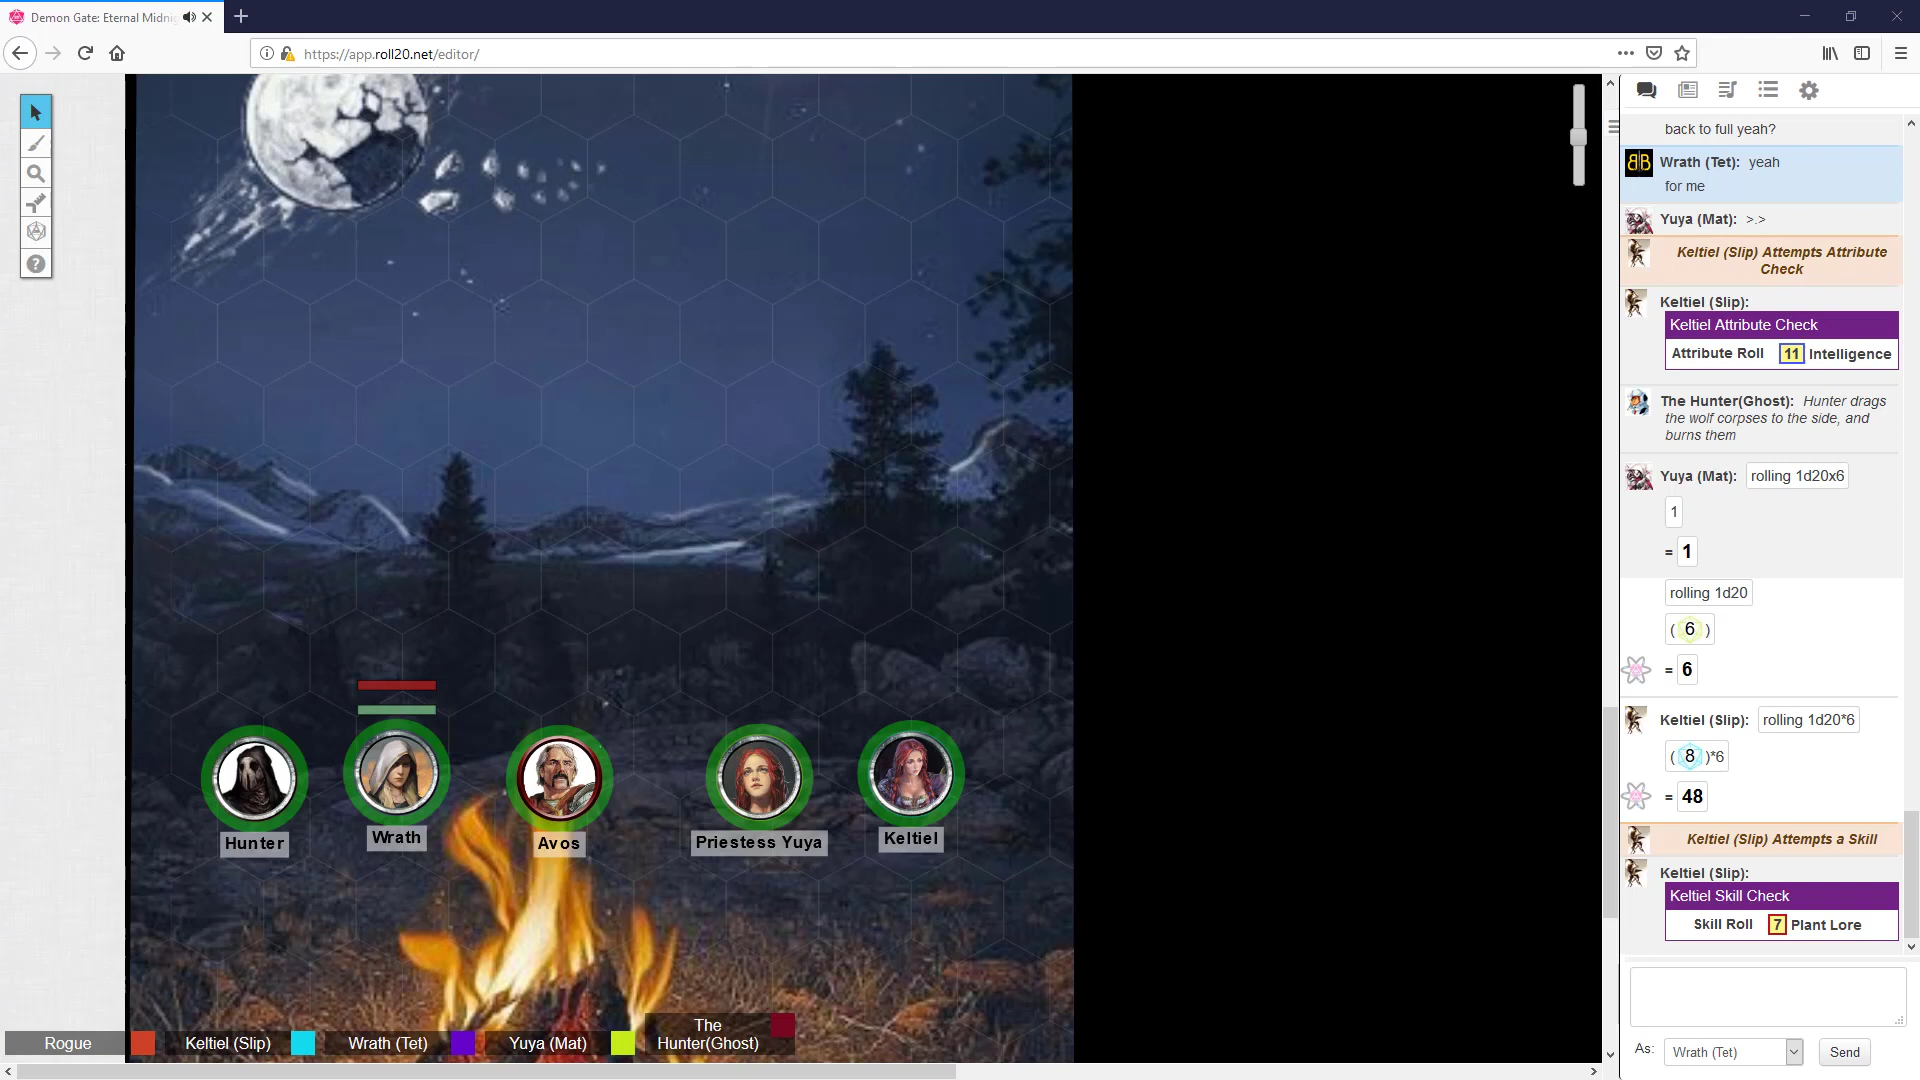 Demon Gate: Eternal Midni
https://app.roll20.net/editor/
back to full yeah?
Wrath (Tet): yeah
for me
Yuya (Mat): >.>
Keltiel (Slip) Attempts Attribute
Check
Keltiel (Slip):
Keltiel Attribute Check
Attribute Roll 11 Intelligence
The Hunter(Ghost): Hunter drags
the wolf corpses to the side, and
burns them
Yuya (Mat): rolling 1d20x6
1
= 1
rolling 1d20
( 6 )
= 6
Keltiel (Slip): rolling 1d20*6
( 8 )*6
= 48
Keltiel (Slip) Attempts a Skill
Keltiel (Slip):
Keltiel Skill Check
Skill Roll 7 Plant Lore
As: Wrath (Tet) Send
Hunter
Wrath
Avos
Priestess Yuya
Keltiel
Rogue
Keltiel (Slip)
Wrath (Tet)
Yuya (Mat)
The
Hunter(Ghost)